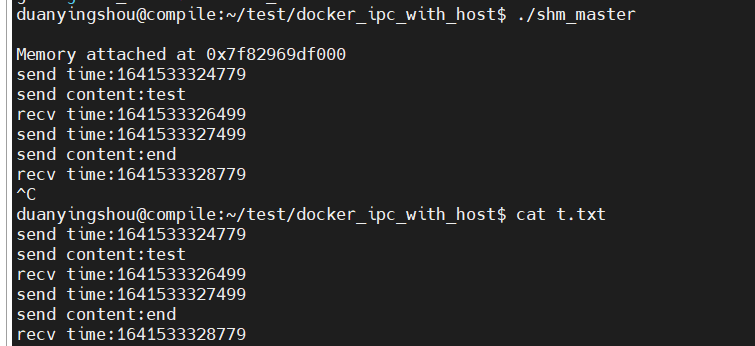 duanyingshou@compile:~/test/docker_ipc_with_host$ ./shm_master
Memory attached at 0x7f82969df000
send time:1641533324779
send content:test
recv time:1641533326499
send time:1641533327499
send content:end
recv time:1641533328779
^C
duanyingshou@compile:~/test/docker_ipc_with_host$ cat t.txt
send time:1641533324779
send content:test
recv time:1641533326499
send time:1641533327499
send content:end
recv time:1641533328779